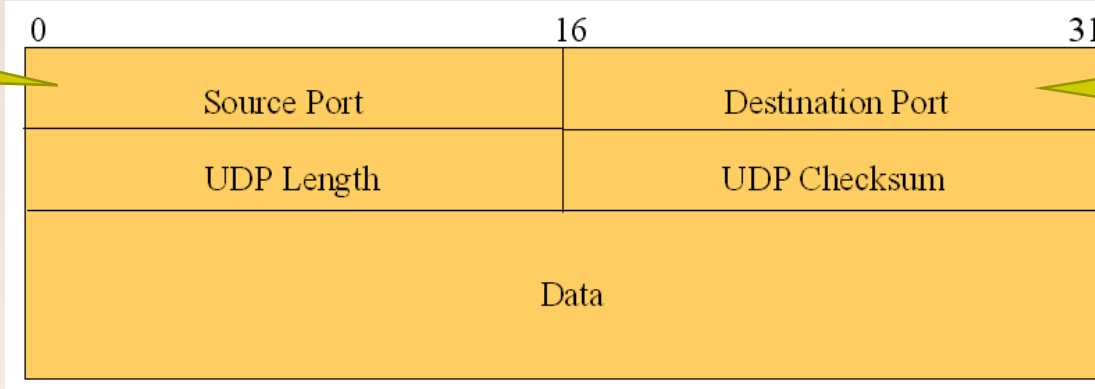 0 16 31
Source Port Destination Port
UDP Length UDP Checksum
Data